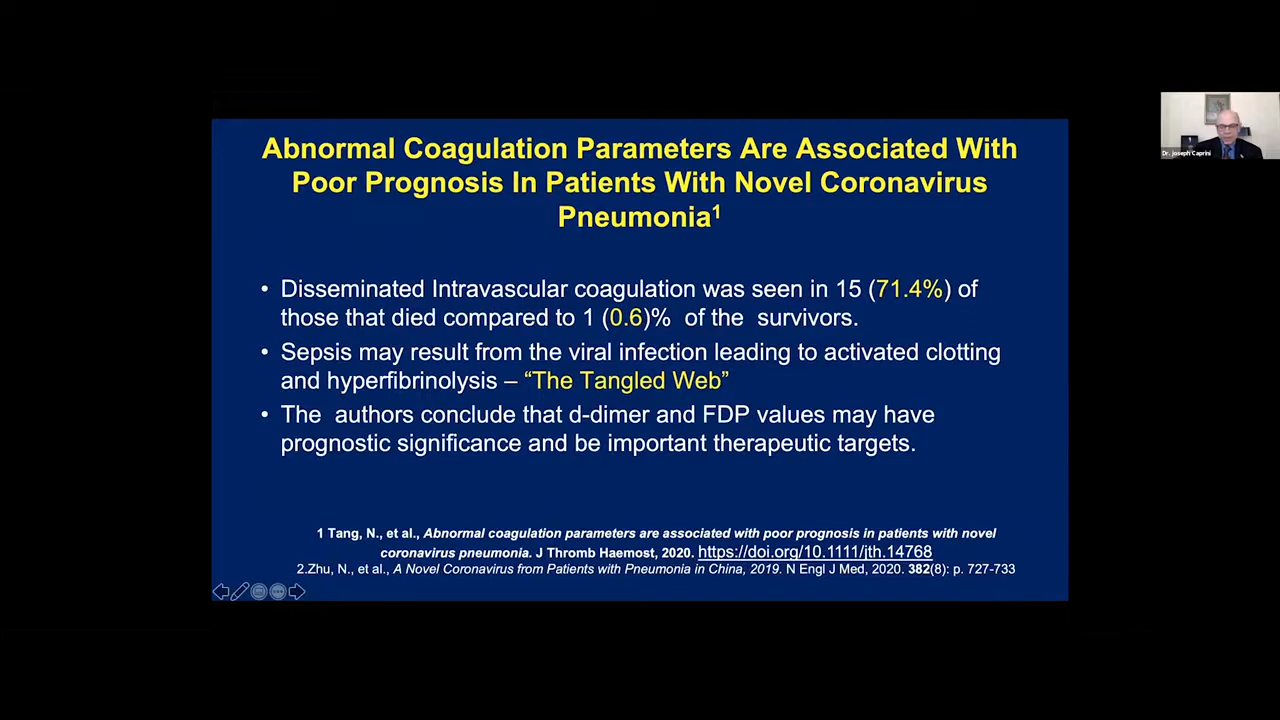 Abnormal Coagulation Parameters Are Associated With
Poor Prognosis In Patients With Novel Coronavirus
Pneumonia¹
• Disseminated Intravascular coagulation was seen in 15 (71.4%) of
those that died compared to 1 (0.6)% of the survivors.
• Sepsis may result from the viral infection leading to activated clotting
and hyperfibrinolysis – “The Tangled Web”
• The authors conclude that d-dimer and FDP values may have
prognostic significance and be important therapeutic targets.
1 Tang, N., et al., Abnormal coagulation parameters are associated with poor prognosis in patients with novel
coronavirus pneumonia. J Thromb Haemost, 2020. https://doi.org/10.1111/jth.14768
2.Zhu, N., et al., A Novel Coronavirus from Patients with Pneumonia in China, 2019. N Engl J Med, 2020. 382(8): p. 727-733
Dr. Joseph Caprini